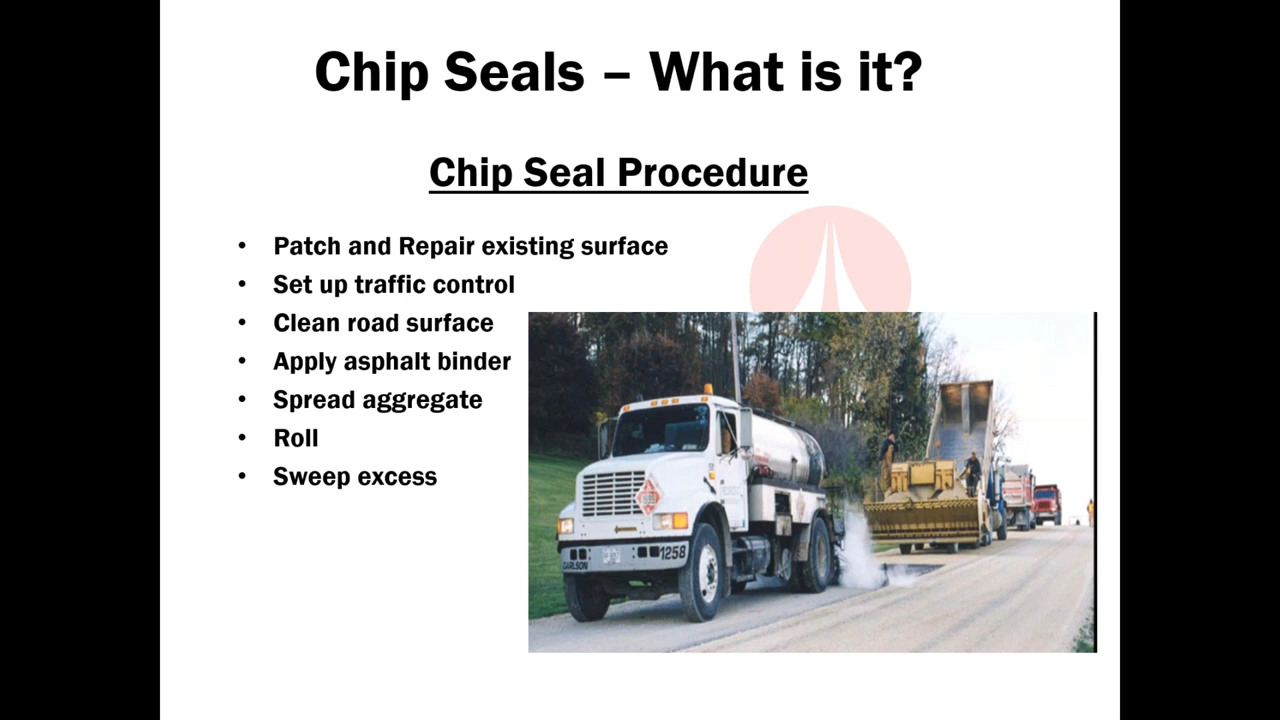 Chip Seals – What is it?
Chip Seal Procedure
• Patch and Repair existing surface
• Set up traffic control
• Clean road surface
• Apply asphalt binder
• Spread aggregate
• Roll
• Sweep excess
1258
CARLSON